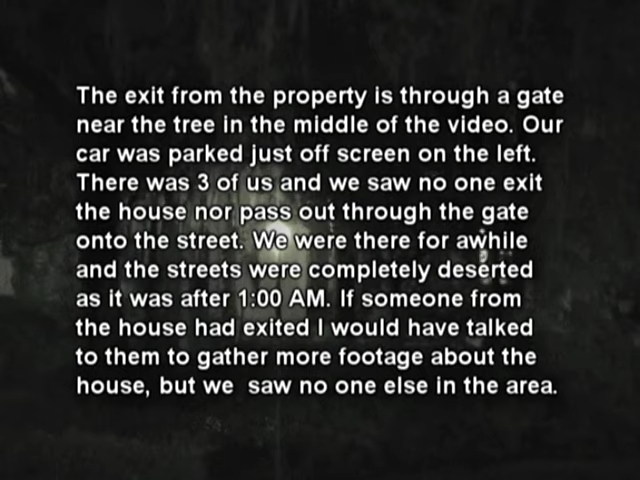 The exit from the property is through a gate
near the tree in the middle of the video. Our
car was parked just off screen on the left.
There was 3 of us and we saw no one exit
the house nor pass out through the gate
onto the street. We were there for awhile
and the streets were completely deserted
as it was after 1:00 AM. If someone from
the house had exited I would have talked
to them to gather more footage about the
house, but we  saw no one else in the area.